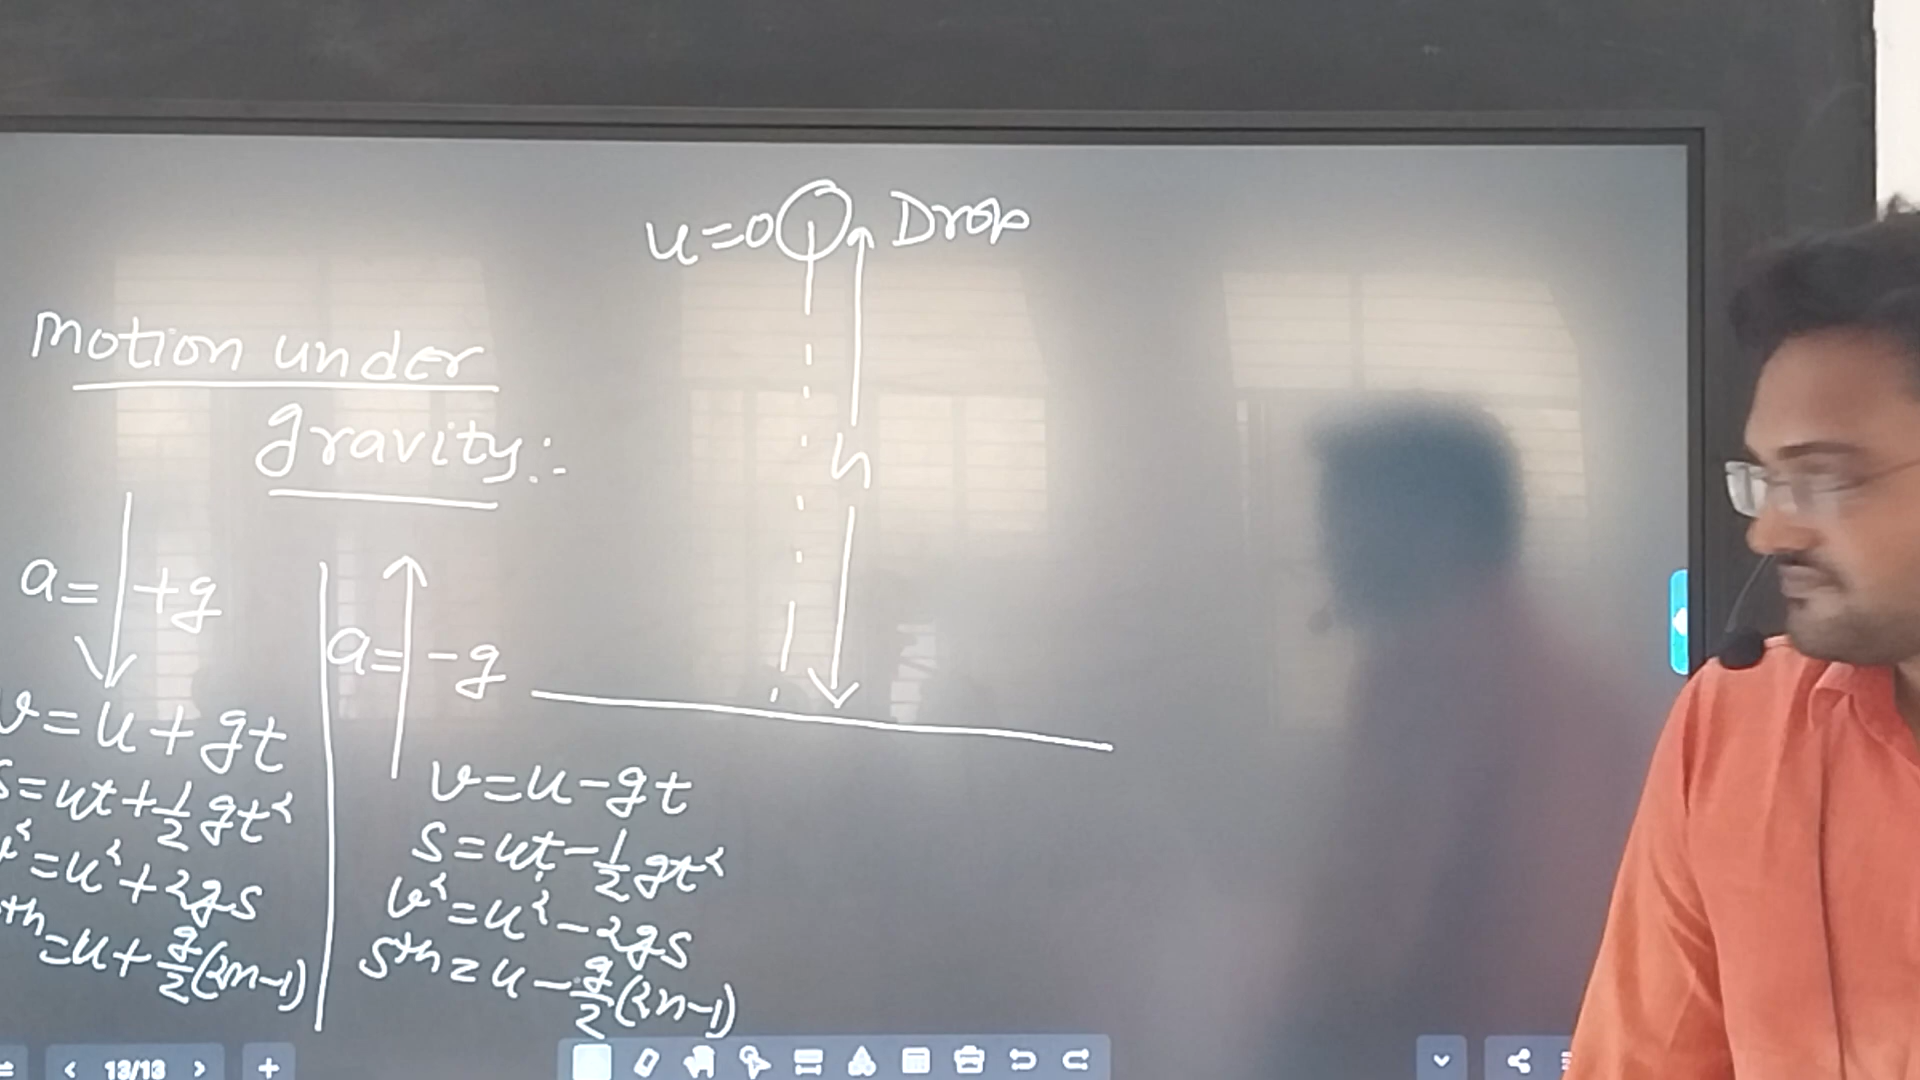 u=0 Drop
motion under
gravity:-
h
a= +g
a= -g
v=u+gt
s=ut+½gt²
v²=u²+2gs
th=u+g/2(2n-1)
v=u-gt
s=ut-½gt²
v²=u²-2gs
sth=u-g/2(2n-1)
13/13